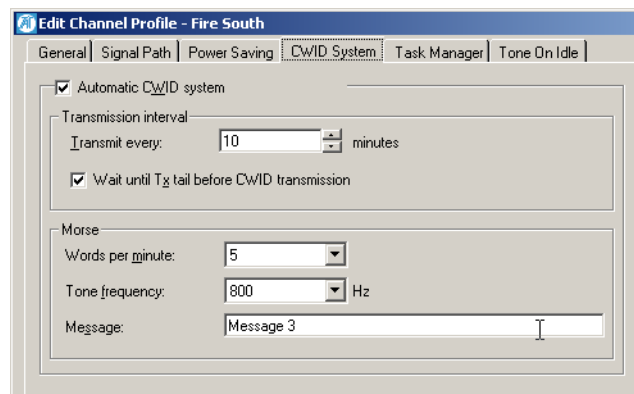 Edit Channel Profile - Fire South
General Signal Path Power Saving CWID System Task Manager Tone On Idle
Automatic CWID system
Transmission interval
Transmit every: 10 minutes
Wait until Tx tail before CWID transmission
Morse
Words per minute: 5
Tone frequency: 800 Hz
Message: Message 3